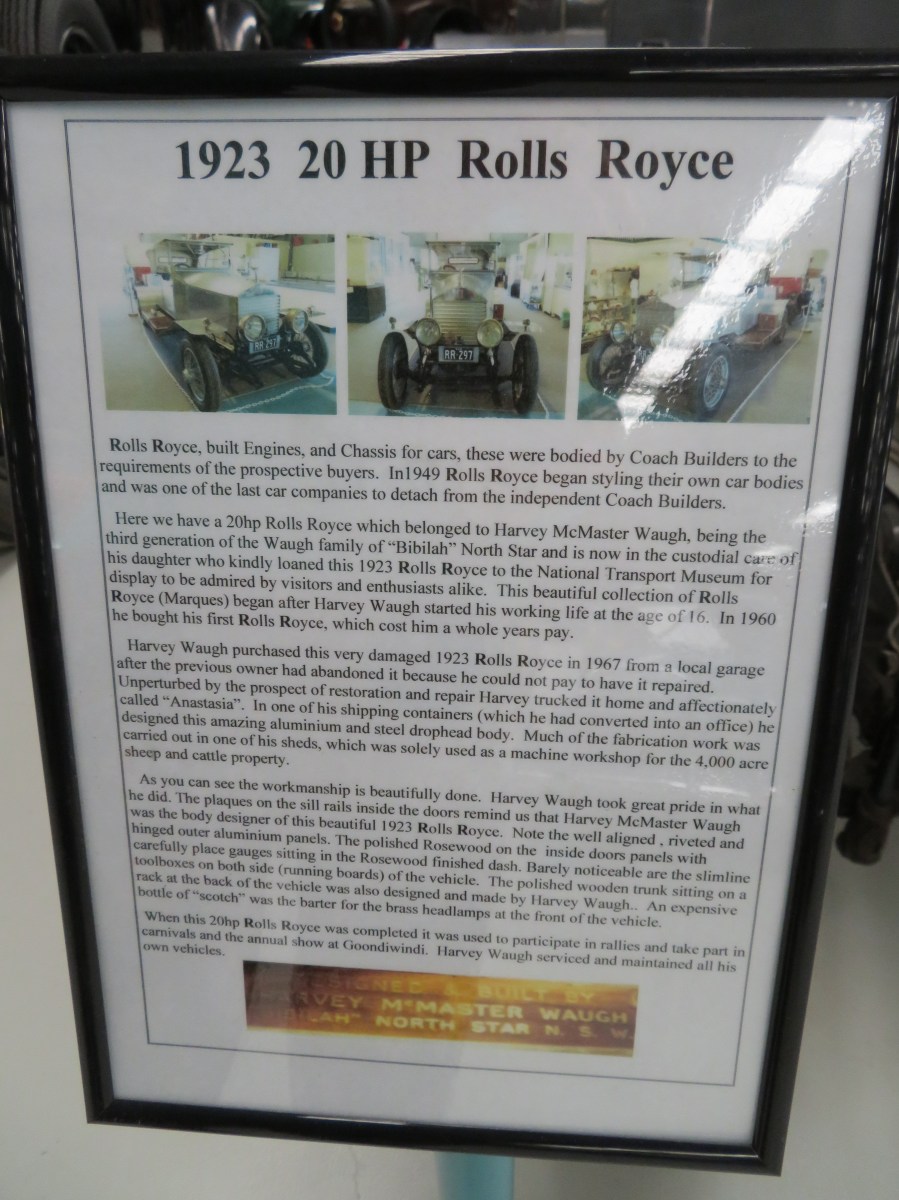 1923 20 HP Rolls Royce
RR·297
RR·297
Rolls Royce, built Engines, and Chassis for cars, these were bodied by Coach Builders to the
requirements of the prospective buyers. In1949 Rolls Royce began styling their own car bodies
and was one of the last car companies to detach from the independent Coach Builders.
Here we have a 20hp Rolls Royce which belonged to Harvey McMaster Waugh, being the
third generation of the Waugh family of “Bibilah” North Star and is now in the custodial care of
his daughter who kindly loaned this 1923 Rolls Royce to the National Transport Museum for
display to be admired by visitors and enthusiasts alike. This beautiful collection of Rolls
Royce (Marques) began after Harvey Waugh started his working life at the age of 16. In 1960
he bought his first Rolls Royce, which cost him a whole years pay.
Harvey Waugh purchased this very damaged 1923 Rolls Royce in 1967 from a local garage
after the previous owner had abandoned it because he could not pay to have it repaired.
Unperturbed by the prospect of restoration and repair Harvey trucked it home and affectionately
called “Anastasia”. In one of his shipping containers (which he had converted into an office) he
designed this amazing aluminium and steel drophead body. Much of the fabrication work was
carried out in one of his sheds, which was solely used as a machine workshop for the 4,000 acre
sheep and cattle property.
As you can see the workmanship is beautifully done. Harvey Waugh took great pride in what
he did. The plaques on the sill rails inside the doors remind us that Harvey McMaster Waugh
was the body designer of this beautiful 1923 Rolls Royce. Note the well aligned , riveted and
hinged outer aluminium panels. The polished Rosewood on the inside doors panels with
carefully place gauges sitting in the Rosewood finished dash. Barely noticeable are the slimline
toolboxes on both side (running boards) of the vehicle. The polished wooden trunk sitting on a
rack at the back of the vehicle was also designed and made by Harvey Waugh.. An expensive
bottle of “scotch” was the barter for the brass headlamps at the front of the vehicle.
When this 20hp Rolls Royce was completed it was used to participate in rallies and take part in
carnivals and the annual show at Goondiwindi. Harvey Waugh serviced and maintained all his
own vehicles.
SIGNED & BUILT BY
HARVEY McMASTER WAUGH
BIBILAH" NORTH STAR N. S. W.